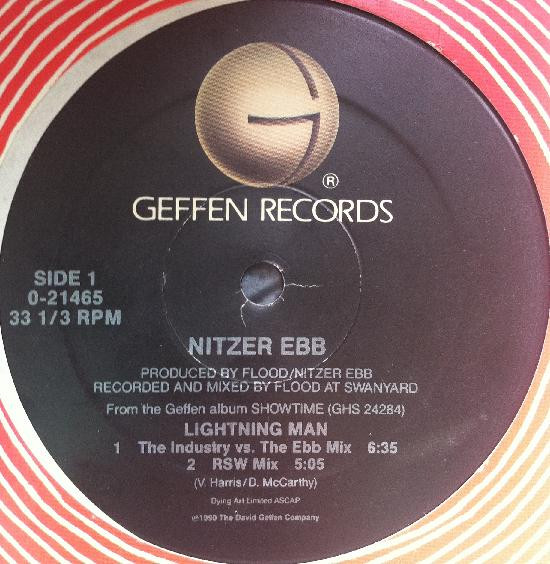 ®
GEFFEN RECORDS
SIDE 1
0-21465
33 1/3 RPM
NITZER EBB
PRODUCED BY FLOOD/NITZER EBB
RECORDED AND MIXED BY FLOOD AT SWANYARD
From the Geffen album SHOWTIME (GHS 24284)
LIGHTNING MAN
1 The Industry vs. The Ebb Mix 6:35
2 RSW Mix 5:05
(V. Harris/D. McCarthy)
Dying Art Limited ASCAP
℗©1990 The David Geffen Company